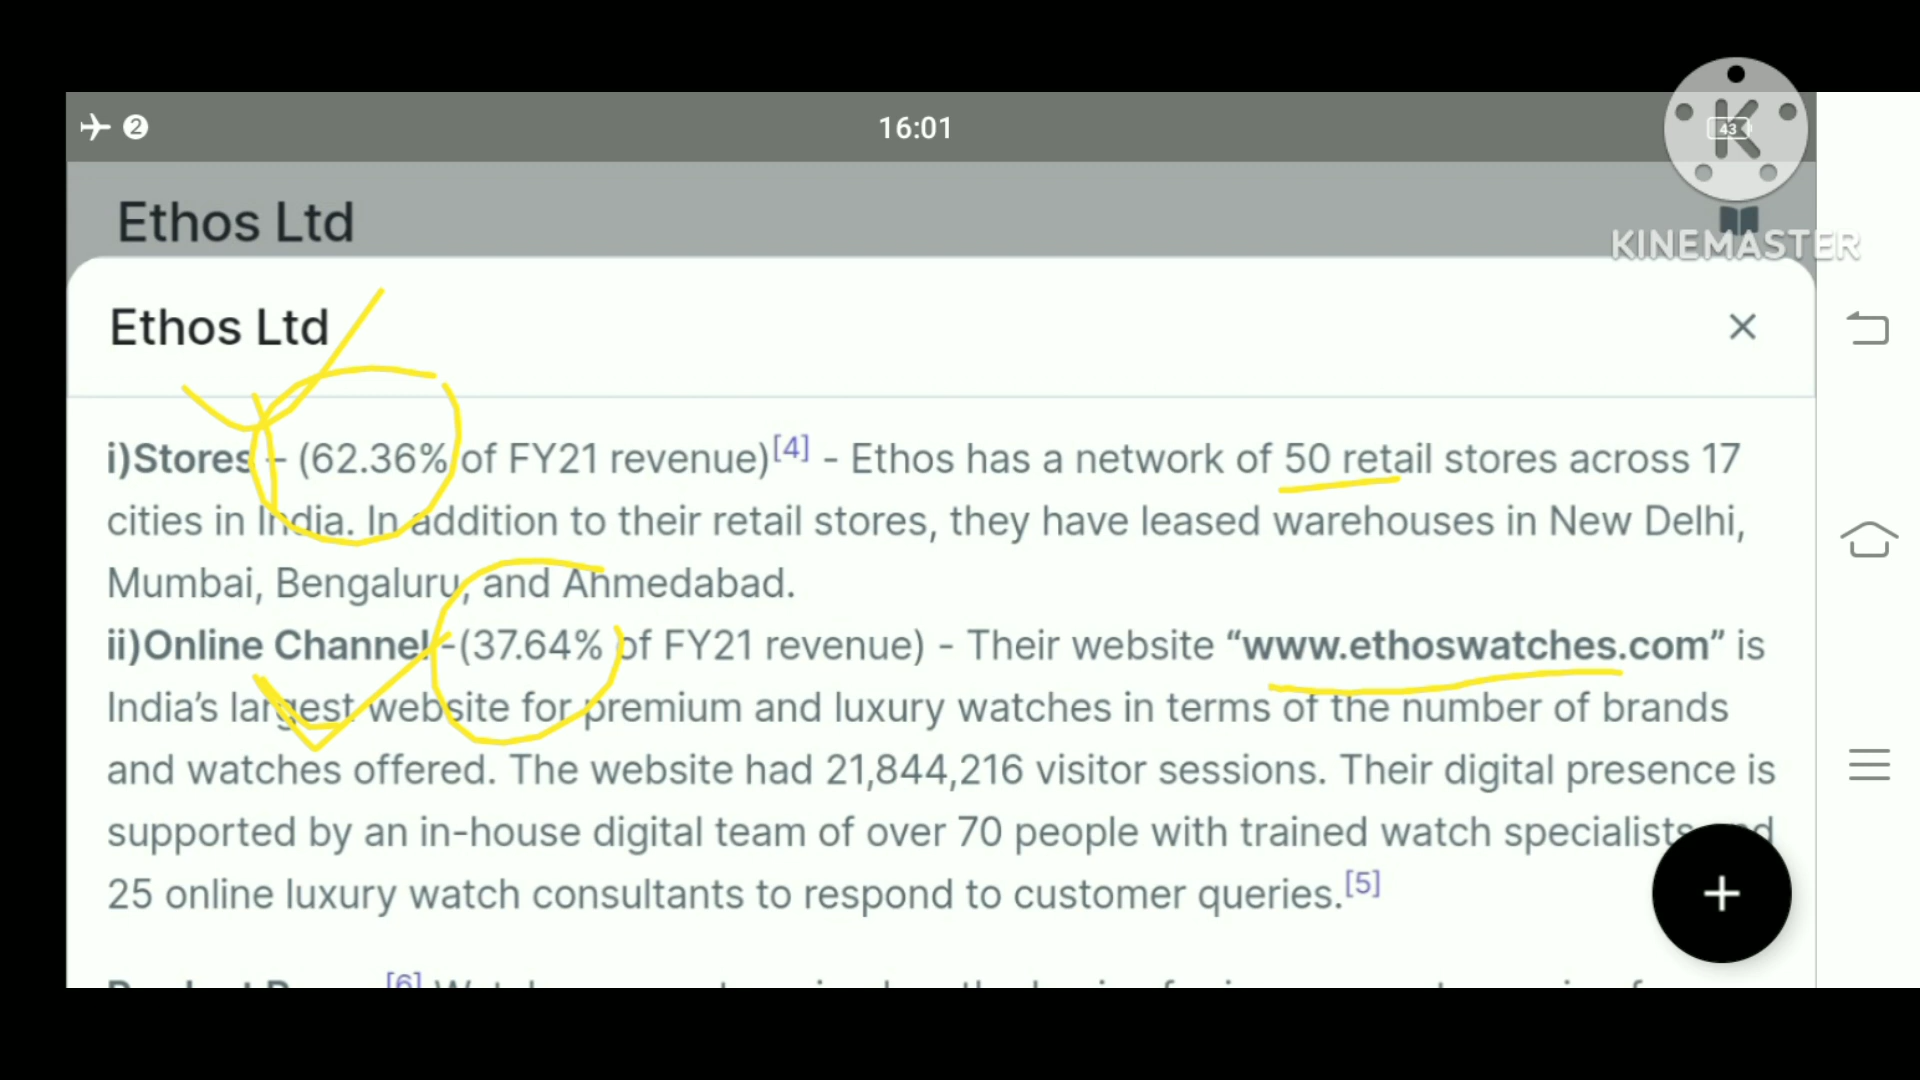 2
16:01
43
K
KINEMASTER
Ethos Ltd
Ethos Ltd
i)Stores - (62.36% of FY21 revenue)[4] - Ethos has a network of 50 retail stores across 17
cities in India. In addition to their retail stores, they have leased warehouses in New Delhi,
Mumbai, Bengaluru, and Ahmedabad.
ii)Online Channel -(37.64% of FY21 revenue) - Their website “www.ethoswatches.com” is
India’s largest website for premium and luxury watches in terms of the number of brands
and watches offered. The website had 21,844,216 visitor sessions. Their digital presence is
supported by an in-house digital team of over 70 people with trained watch specialists and
25 online luxury watch consultants to respond to customer queries.[5]
[6]